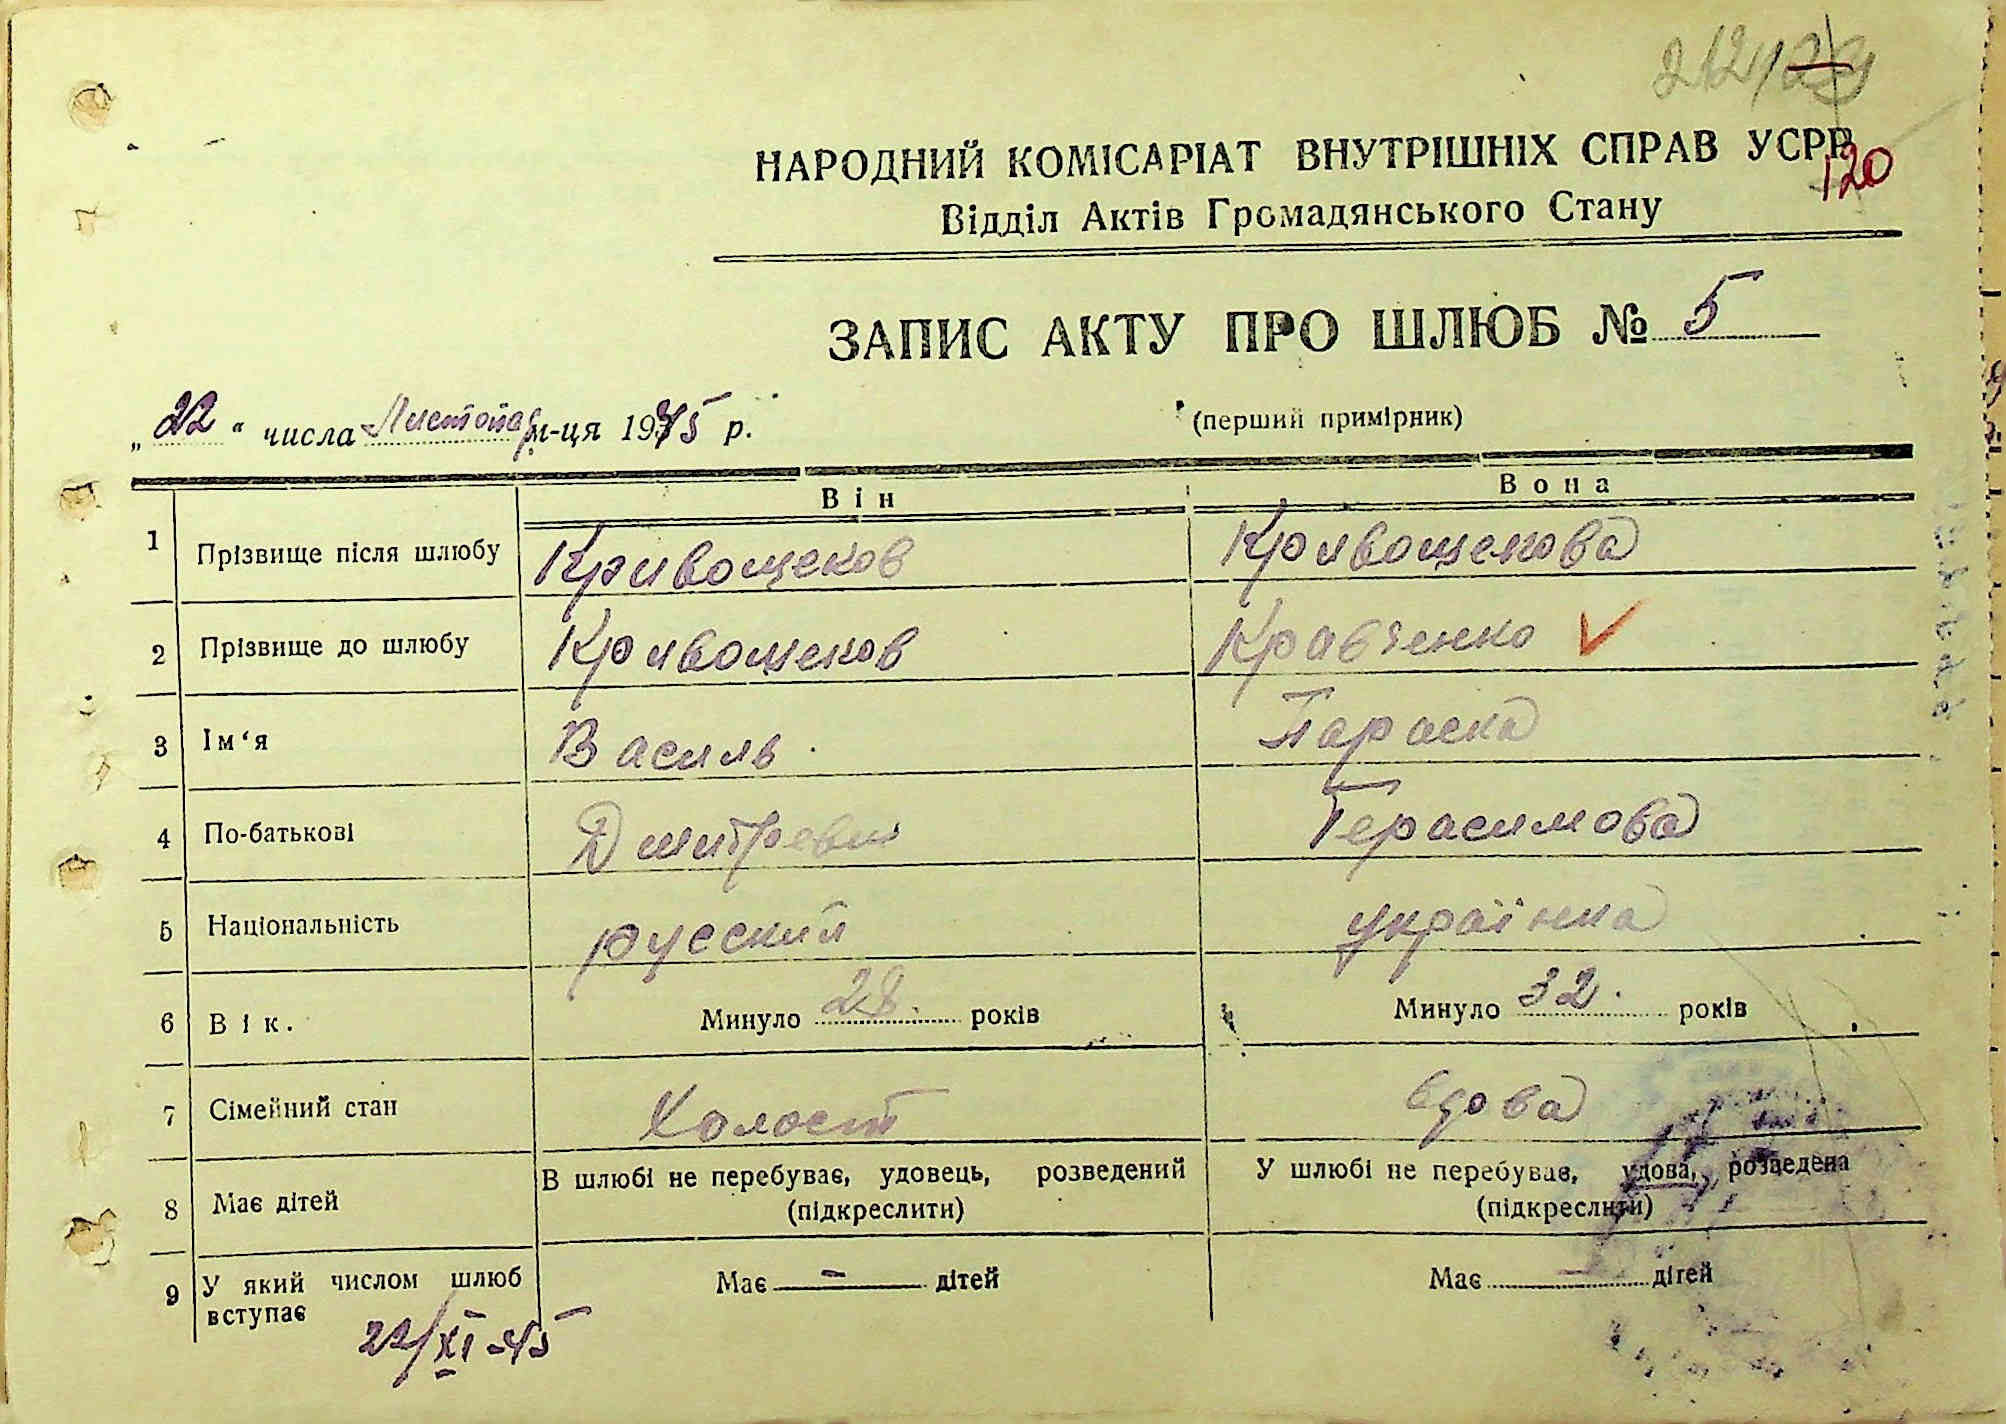 120
НАРОДНИЙ КОМІСАРІАТ ВНУТРІШНІХ СПРАВ УСРР
Відділ Актів Громадянського Стану
ЗАПИС АКТУ ПРО ШЛЮБ № 5
„22“ числа Листопад м-ця 1945 р.
(перший примірник)
Він Вона
1 Прізвище після шлюбу Кривощеков Кривощекова
2 Прізвище до шлюбу Кривощеков Кравченко
3 Ім‘я Василь Параска
4 По-батькові Дмитревич Герасимова
5 Національність русский українка
6 Вік. Минуло 28. років Минуло 32. років
7 Сімейний стан Холост вдова
8 Має дітей В шлюбі не перебуває, удовець, розведений У шлюбі не перебуває, удова, розведена
(підкреслити) (підкреслити)
9 У який числом шлюб Має - дітей Має — дітей
вступає
22/XI-45